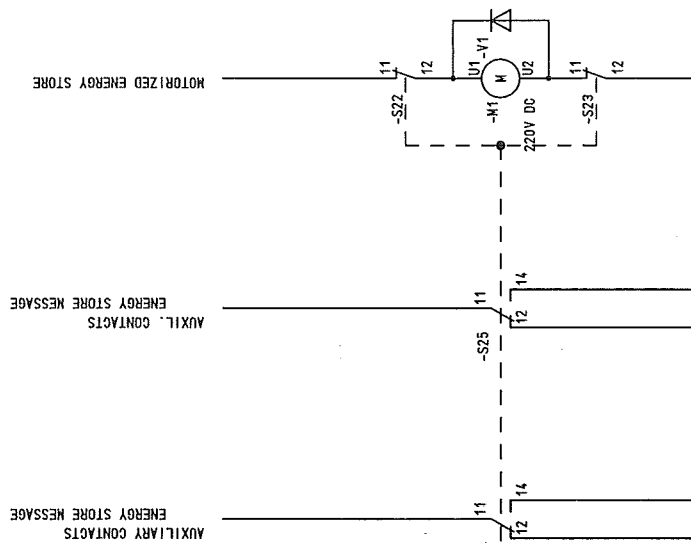 MOTORIZED ENERGY STORE
11
12
-S22
U1
-V1
M
U2
-M1
220V DC
11
12
-S23
AUXIL. CONTACTS
ENERGY STORE MESSAGE
11
14
12
-S25
AUXILIARY CONTACTS
ENERGY STORE MESSAGE
11
14
12